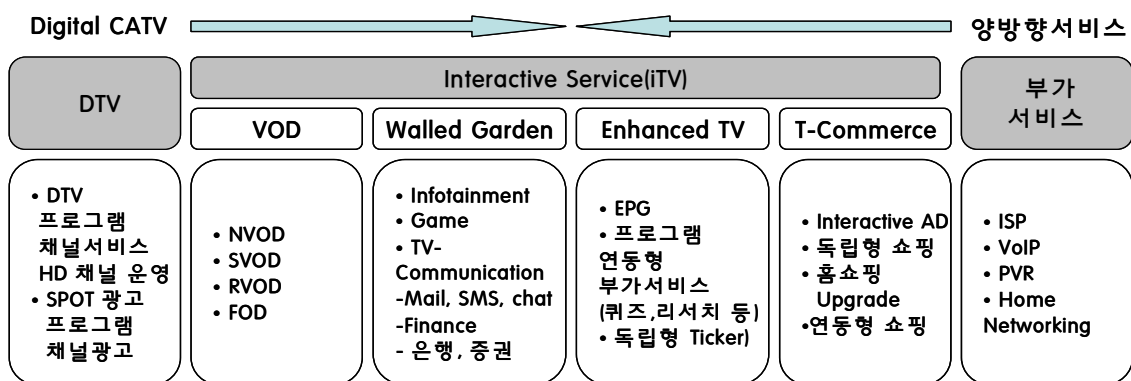 Digital CATV
양방향서비스
DTV
Interactive Service(iTV)
부가
서비스
VOD
Walled Garden
Enhanced TV
T-Commerce
• DTV
프로그램
채널서비스
HD 채널 운영
• SPOT 광고
프로그램
채널광고
• NVOD
• SVOD
• RVOD
• FOD
• Infotainment
• Game
• TV-
Communication
-Mail, SMS, chat
-Finance
- 은행, 증권
• EPG
• 프로그램
연동형
부가서비스
(퀴즈,리서치 등)
• 독립형 Ticker)
• Interactive AD
• 독립형 쇼핑
• 홈쇼핑
Upgrade
•연동형 쇼핑
• ISP
• VoIP
• PVR
• Home
Networking